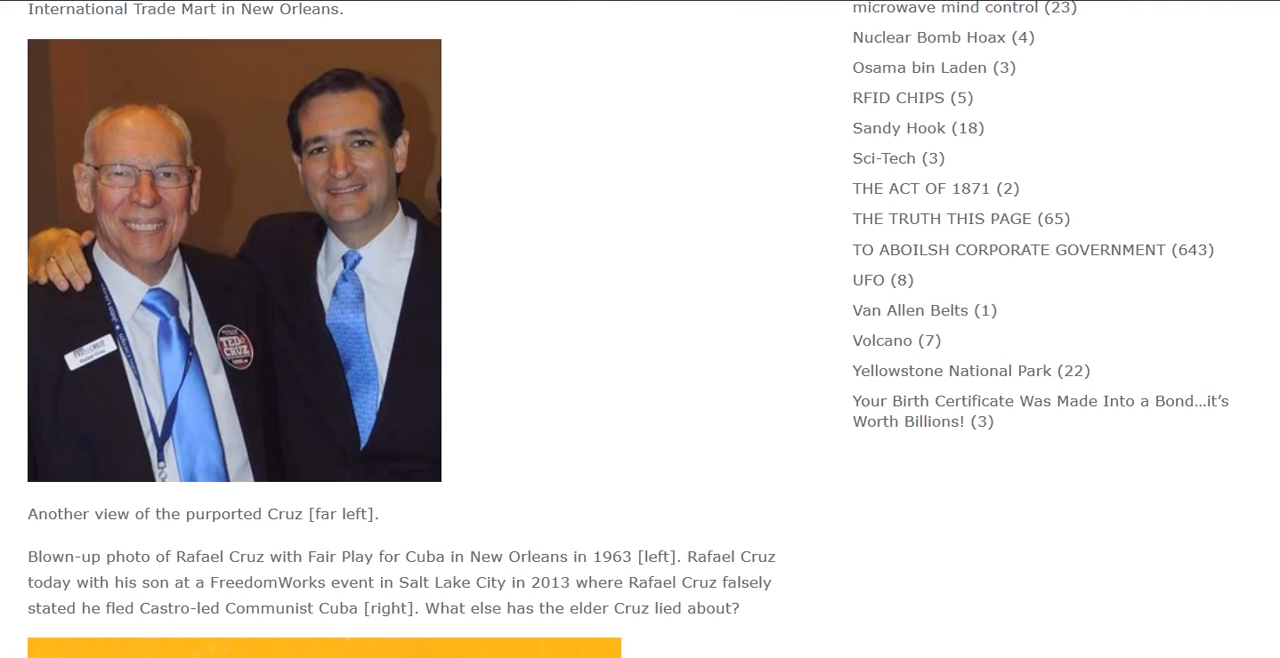 International Trade Mart in New Orleans.
TED
CRUZ
Another view of the purported Cruz [far left].
Blown-up photo of Rafael Cruz with Fair Play for Cuba in New Orleans in 1963 [left]. Rafael Cruz
today with his son at a FreedomWorks event in Salt Lake City in 2013 where Rafael Cruz falsely
stated he fled Castro-led Communist Cuba [right]. What else has the elder Cruz lied about?
microwave mind control (23)
Nuclear Bomb Hoax (4)
Osama bin Laden (3)
RFID CHIPS (5)
Sandy Hook (18)
Sci-Tech (3)
THE ACT OF 1871 (2)
THE TRUTH THIS PAGE (65)
TO ABOILSH CORPORATE GOVERNMENT (643)
UFO (8)
Van Allen Belts (1)
Volcano (7)
Yellowstone National Park (22)
Your Birth Certificate Was Made Into a Bond…it’s
Worth Billions! (3)